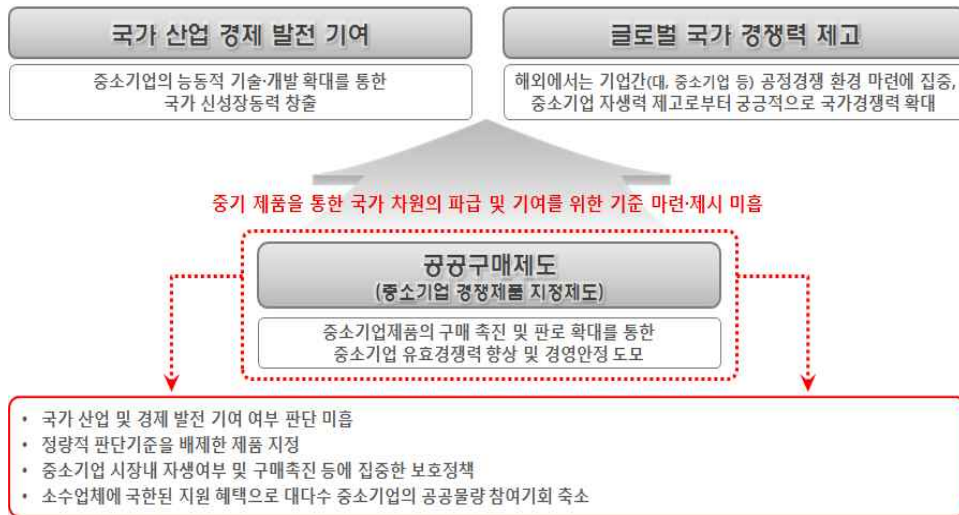 국가 산업 경제 발전 기여
중소기업의 능동적 기술·개발 확대를 통한
국가 신성장동력 창출
글로벌 국가 경쟁력 제고
해외에서는 기업간(대, 중소기업 등) 공정경쟁 환경 마련에 집중,
중소기업 자생력 제고로부터 궁긍적으로 국가경쟁력 확대
중기 제품을 통한 국가 차원의 파급 및 기여를 위한 기준 마련·제시 미흡
공공구매제도
(중소기업 경쟁제품 지정제도)
중소기업제품의 구매 촉진 및 판로 확대를 통한
중소기업 유효경쟁력 향상 및 경영안정 도모
• 국가 산업 및 경제 발전 기여 여부 판단 미흡
• 정량적 판단기준을 배제한 제품 지정
• 중소기업 시장내 자생여부 및 구매촉진 등에 집중한 보호정책
• 소수업체에 국한된 지원 혜택으로 대다수 중소기업의 공공물량 참여기회 축소